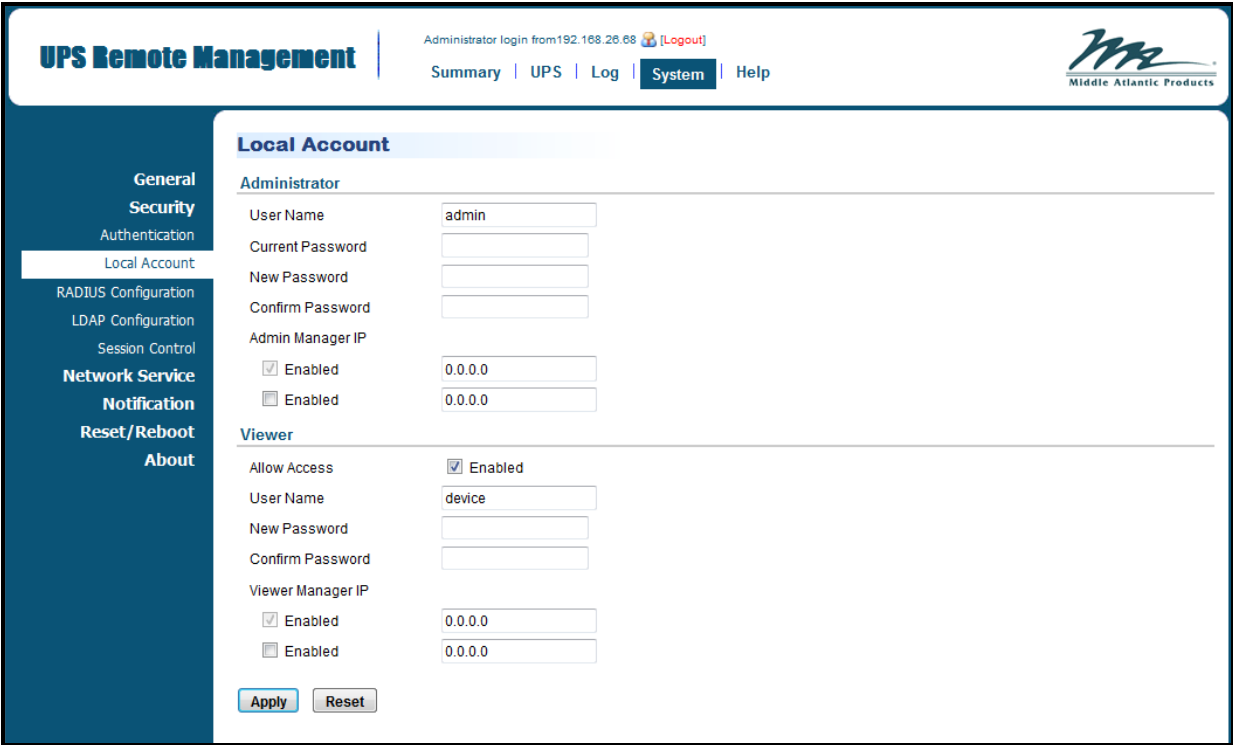 UPS Remote Management
Administrator login from192.168.26.68 [Logout]
Summary | UPS | Log | System | Help
Middle Atlantic Products
General
Security
Authentication
Local Account
RADIUS Configuration
LDAP Configuration
Session Control
Network Service
Notification
Reset/Reboot
About
Local Account
Administrator
User Name admin
Current Password
New Password
Confirm Password
Admin Manager IP
Enabled 0.0.0.0
Enabled 0.0.0.0
Viewer
Allow Access Enabled
User Name device
New Password
Confirm Password
Viewer Manager IP
Enabled 0.0.0.0
Enabled 0.0.0.0
Apply Reset